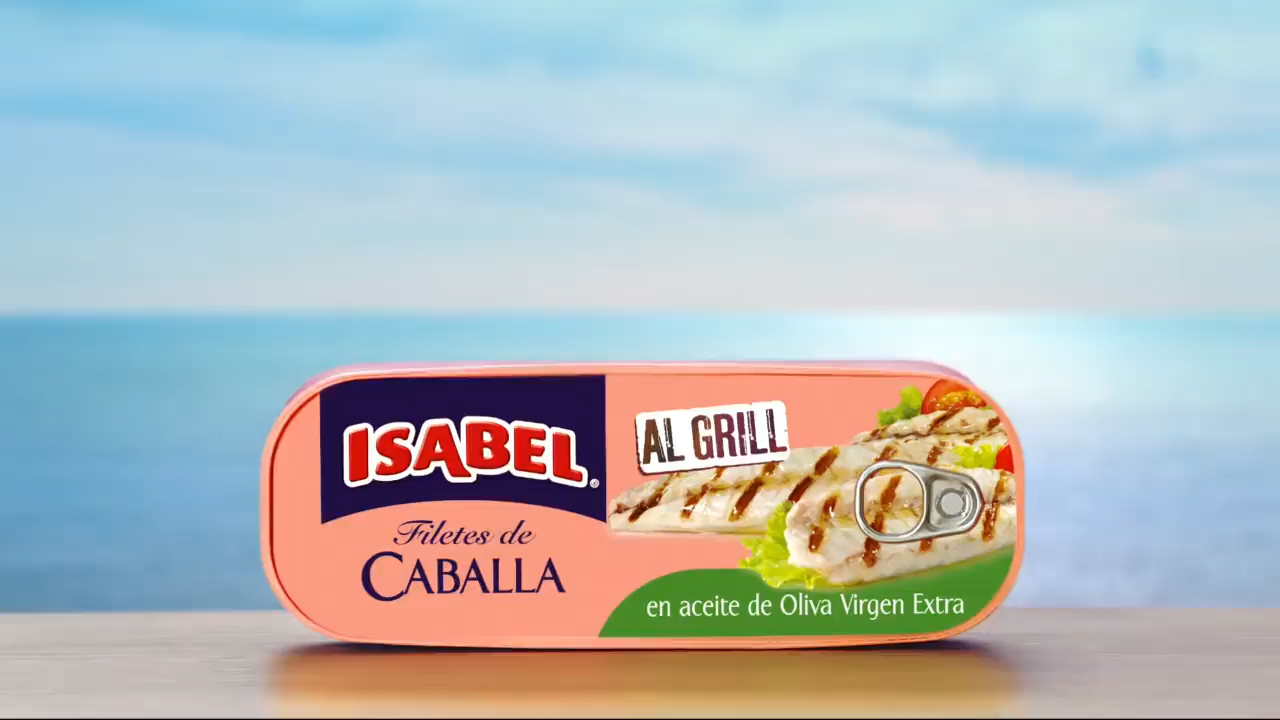 ISABEL
Filetes de
CABALLA
AL GRILL
en aceite de Oliva Virgen Extra